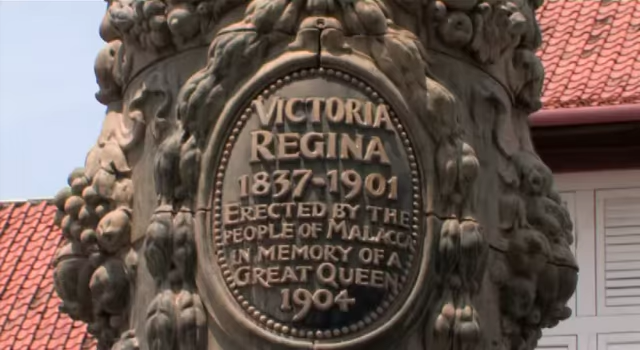 VICTORIA
REGINA
1837-1901
ERECTED BY THE
PEOPLE OF MALACCA
IN MEMORY OF A
GREAT QUEEN
1904